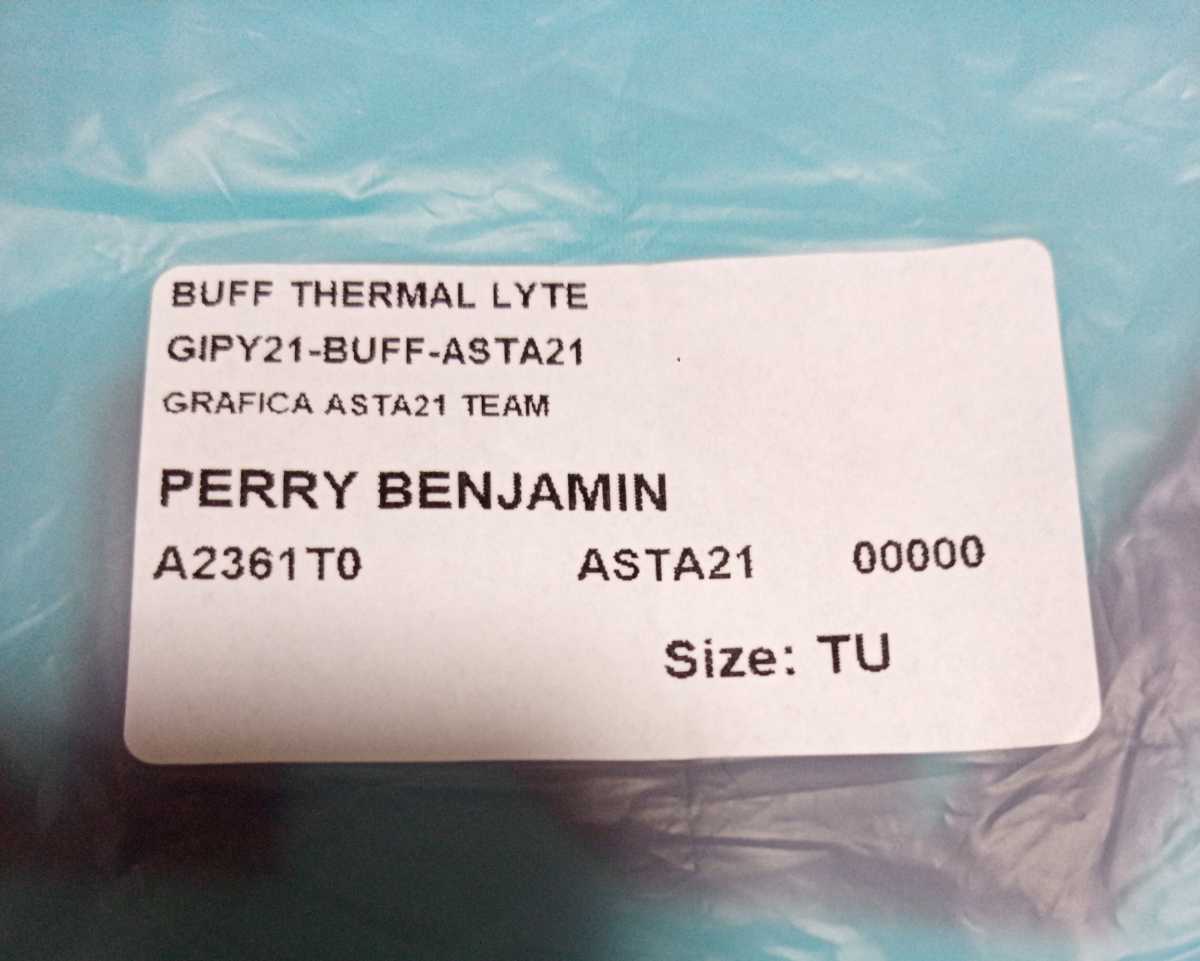 BUFF THERMAL LYTE
GIPY21-BUFF-ASTA21
GRAFICA ASTA21 TEAM
PERRY BENJAMIN
A2361T0 ASTA21 00000
Size: TU